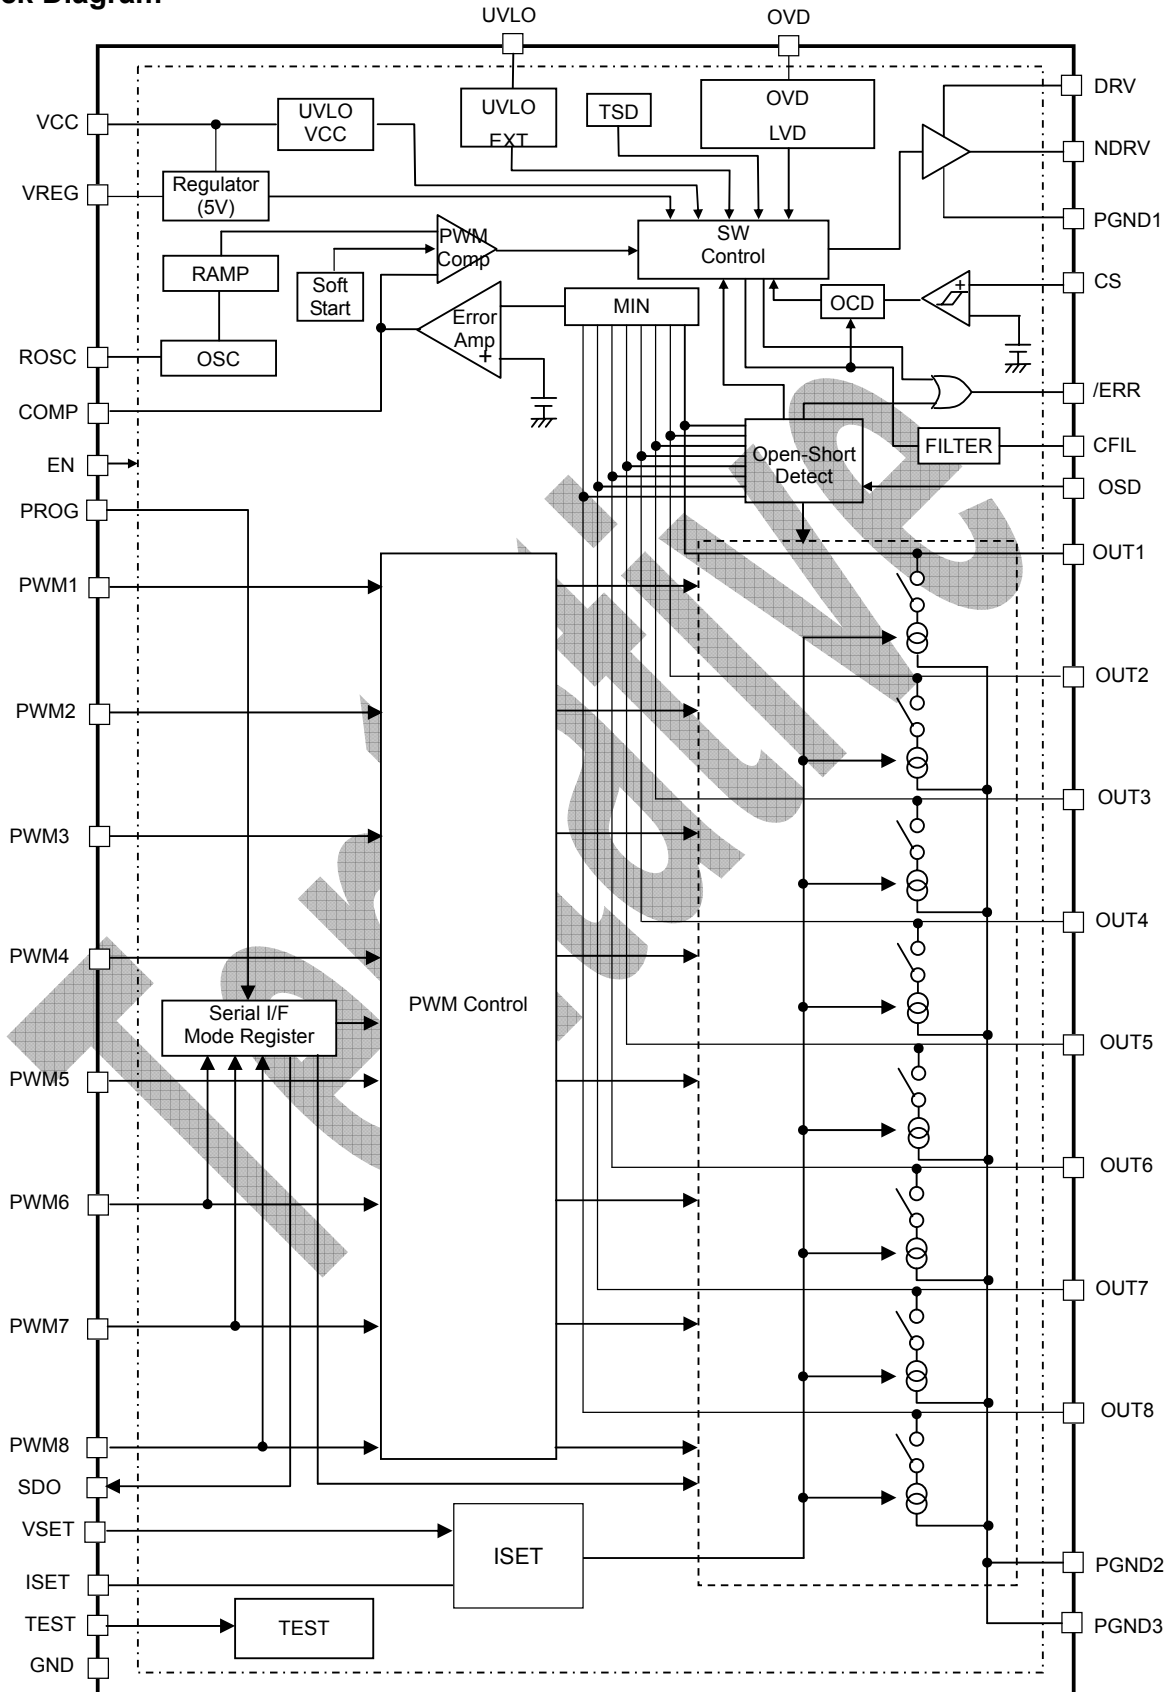 ck Diagram
UVLO
OVD
VCC
UVLO
VCC
UVLO
EXT
TSD
OVD
LVD
DRV
NDRV
PGND1
VREG
Regulator
(5V)
SW
Control
PWM
Comp
RAMP
Soft
Start
Error
Amp
+
MIN
OCD
+
CS
ROSC
OSC
COMP
/ERR
EN
Open-Short
Detect
FILTER
CFIL
OSD
PROG
OUT1
PWM1
OUT2
PWM2
OUT3
PWM3
OUT4
PWM4
Serial I/F
Mode Register
PWM Control
OUT5
PWM5
OUT6
PWM6
OUT7
PWM7
OUT8
PWM8
SDO
VSET
ISET
ISET
PGND2
TEST
TEST
PGND3
GND
Tentative